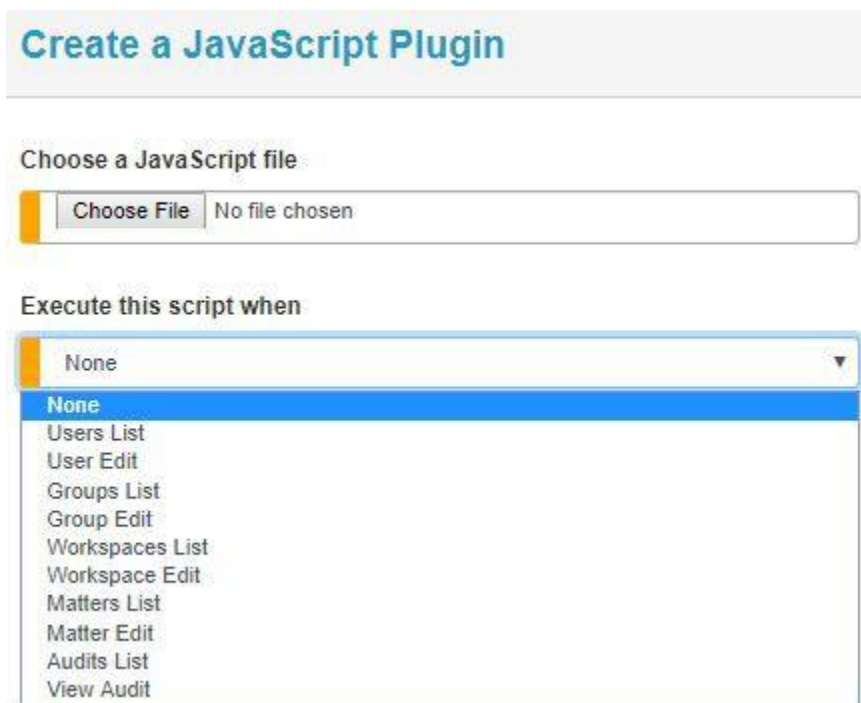 Create a JavaScript Plugin
Choose a JavaScript file
Choose File No file chosen
Execute this script when
None
None
Users List
User Edit
Groups List
Group Edit
Workspaces List
Workspace Edit
Matters List
Matter Edit
Audits List
View Audit